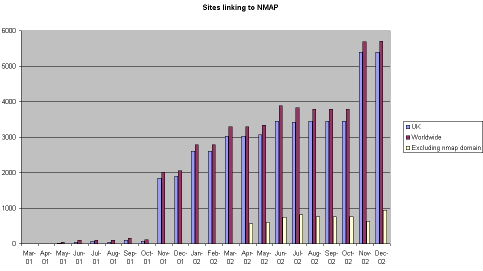 Sites linking to NMAP
6000
5000
4000
3000
2000
1000
0
Mar- Apr- May- Jun- Jul- Aug- Sep- Oct- Nov- Dec- Jan- Feb- Mar- Apr- May- Jun- Jul- Aug- Sep- Oct- Nov- Dec-
01 01 01 01 01 01 01 01 01 01 02 02 02 02 02 02 02 02 02 02 02 02
UK
Worldwide
Excluding nmap domain